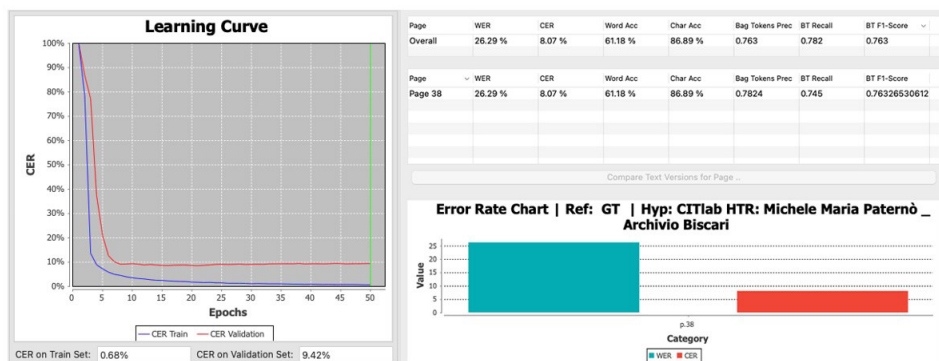 Learning Curve
100%
90%
80%
70%
60%
50%
40%
30%
20%
10%
0%
CER
0 5 10 15 20 25 30 35 40 45 50
Epochs
CER Train CER Validation
CER on Train Set: 0.68% CER on Validation Set: 9.42%
Page WER CER Word Acc Char Acc Bag Tokens Prec BT Recall BT F1-Score
Overall 26.29 % 8.07 % 61.18 % 86.89 % 0.763 0.782 0.763
Page WER CER Word Acc Char Acc Bag Tokens Prec BT Recall BT F1-Score
Page 38 26.29 % 8.07 % 61.18 % 86.89 % 0.7824 0.745 0.76326530612
Compare Text Versions for Page ..
Error Rate Chart | Ref: GT | Hyp: CITlab HTR: Michele Maria Paternò _
Archivio Biscari
25
20
15
10
5
0
Value
p.38
Category
WER CER